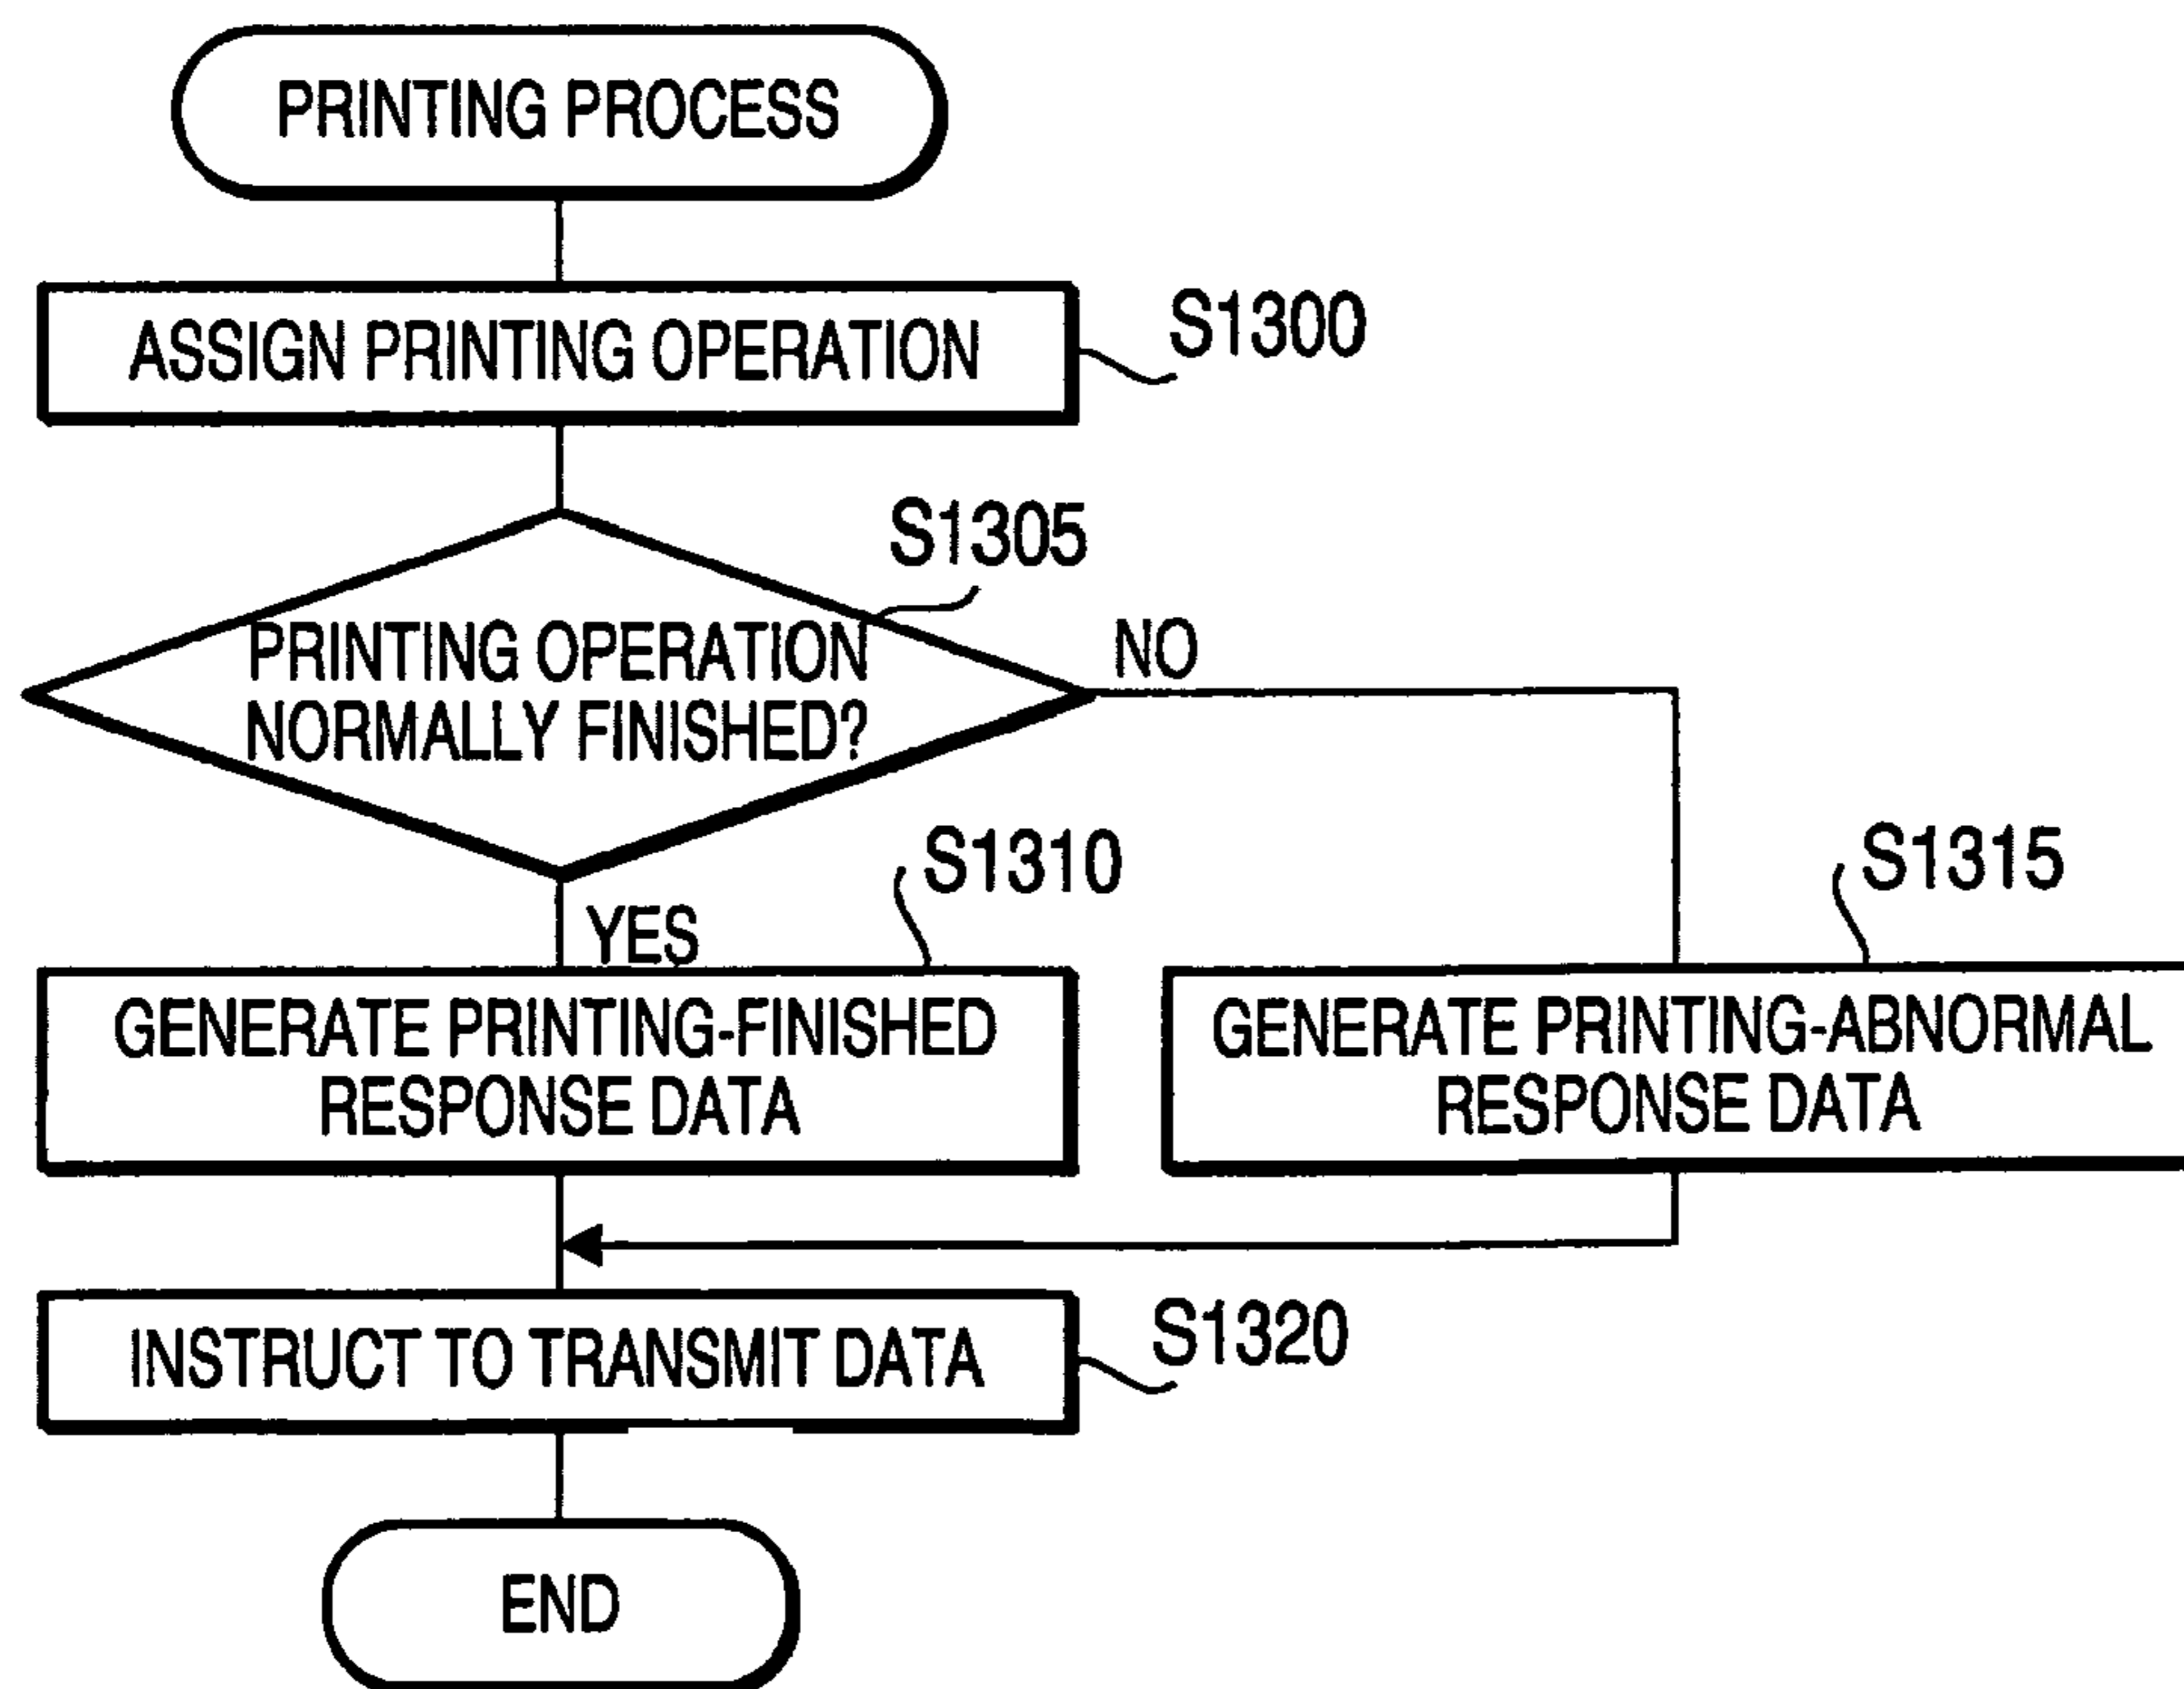 PRINTING PROCESS
ASSIGN PRINTING OPERATION
S1300
S1305
PRINTING OPERATION
NORMALLY FINISHED?
NO
YES
S1310
GENERATE PRINTING-FINISHED
RESPONSE DATA
S1315
GENERATE PRINTING-ABNORMAL
RESPONSE DATA
INSTRUCT TO TRANSMIT DATA
S1320
END